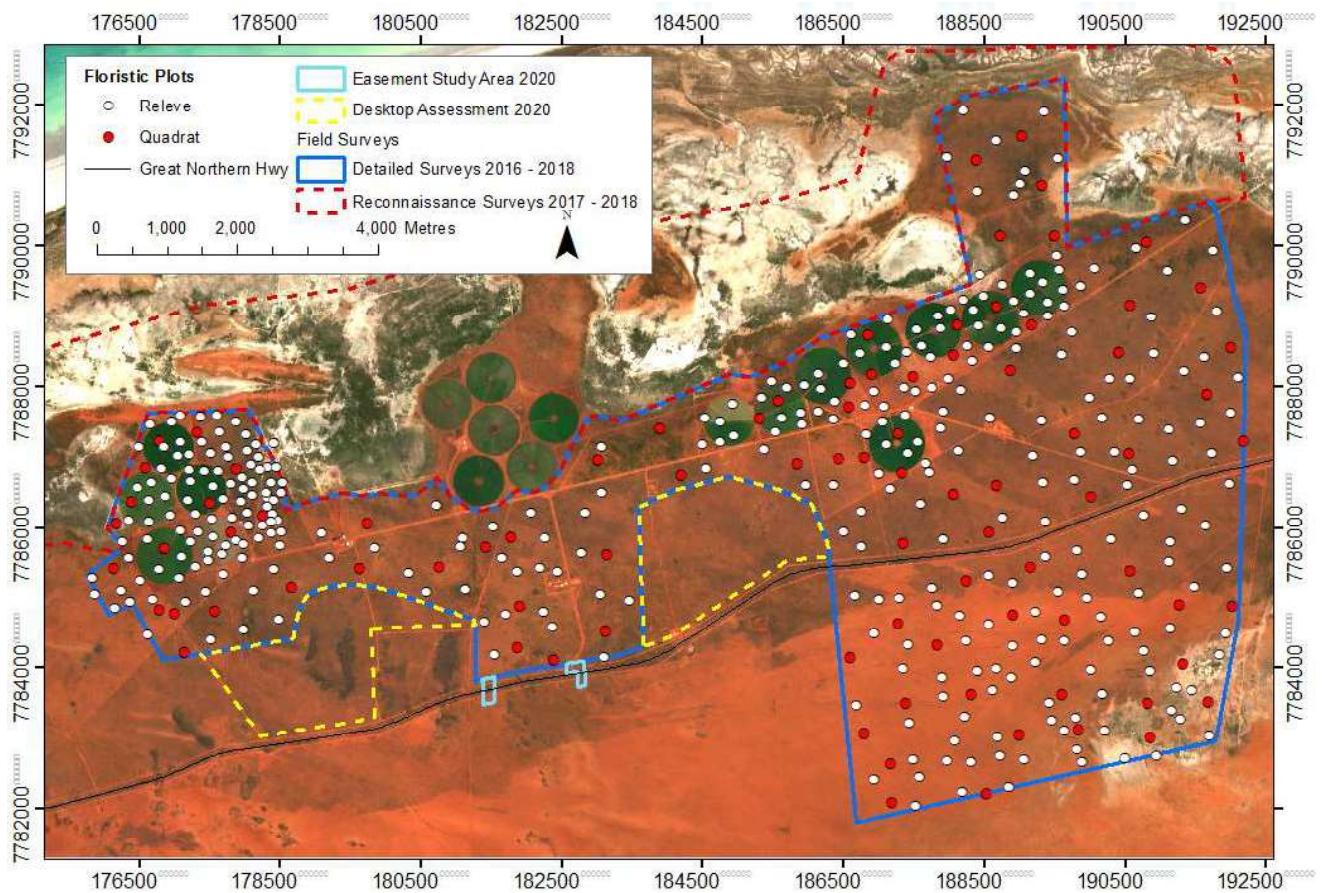 176500 178500 180500 182500 184500 186500 188500 190500 192500
Floristic Plots
Releve
Quadrat
Great Northern Hwy
Easement Study Area 2020
Desktop Assessment 2020
Field Surveys
Detailed Surveys 2016 - 2018
Reconnaissance Surveys 2017 - 2018
0 1,000 2,000 4,000 Metres
N
7792000
7790000
7788000
7786000
7784000
7782000
7792000
7790000
7788000
7786000
7784000
7782000
176500 178500 180500 182500 184500 186500 188500 190500 192500